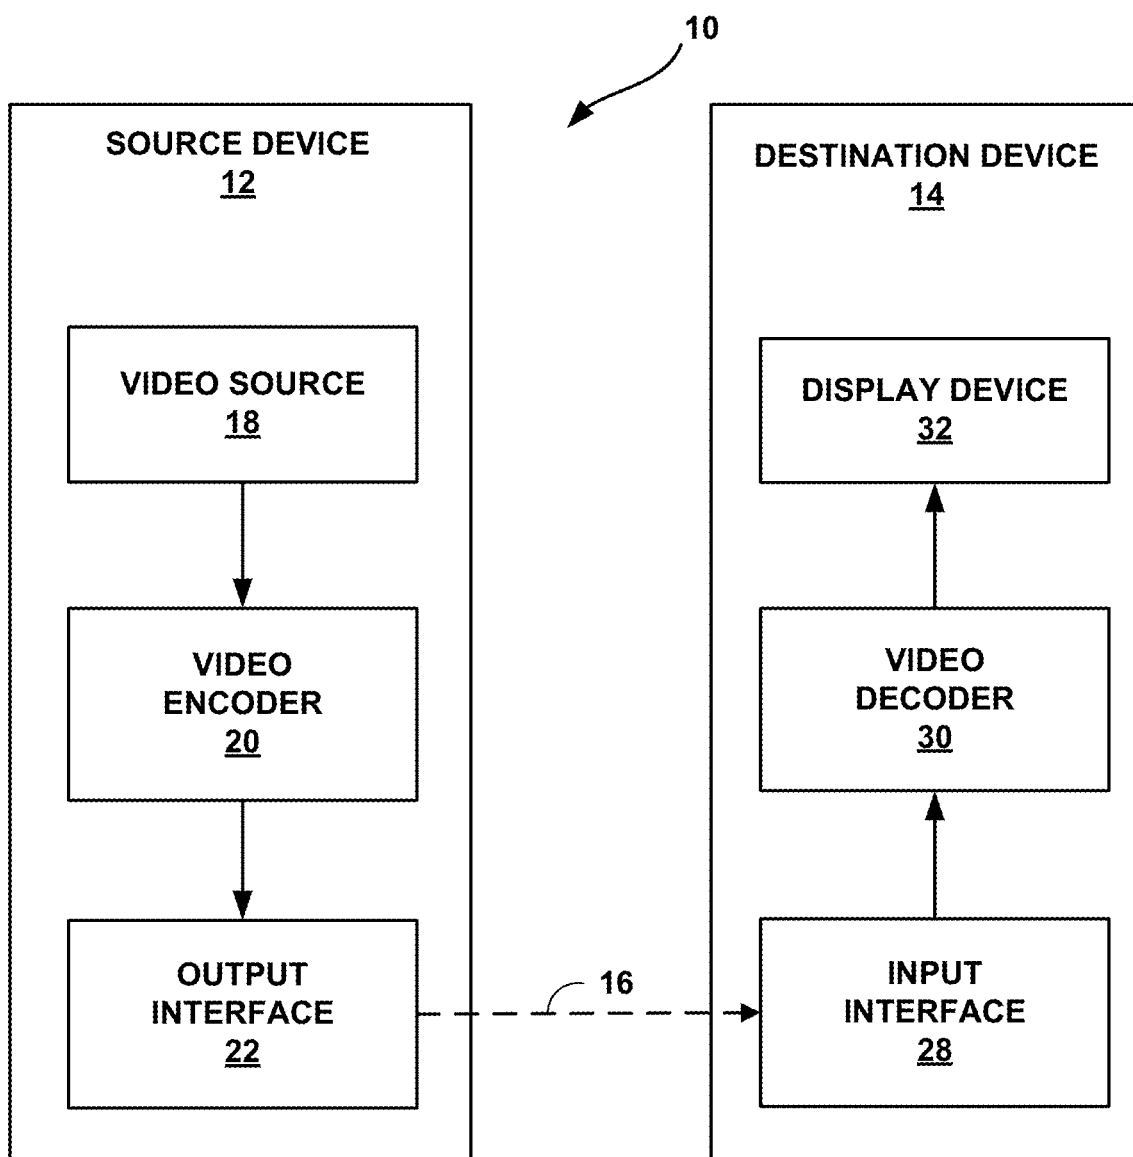 10
SOURCE DEVICE
12
VIDEO SOURCE
18
VIDEO
ENCODER
20
OUTPUT
INTERFACE
22
16
DESTINATION DEVICE
14
DISPLAY DEVICE
32
VIDEO
DECODER
30
INPUT
INTERFACE
28